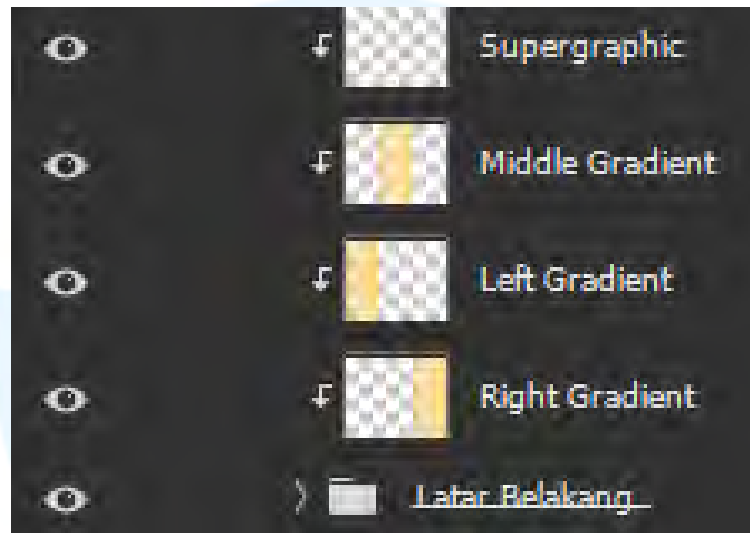 Supergraphic
Middle Gradient
Left Gradient
Right Gradient
Latar Belakang